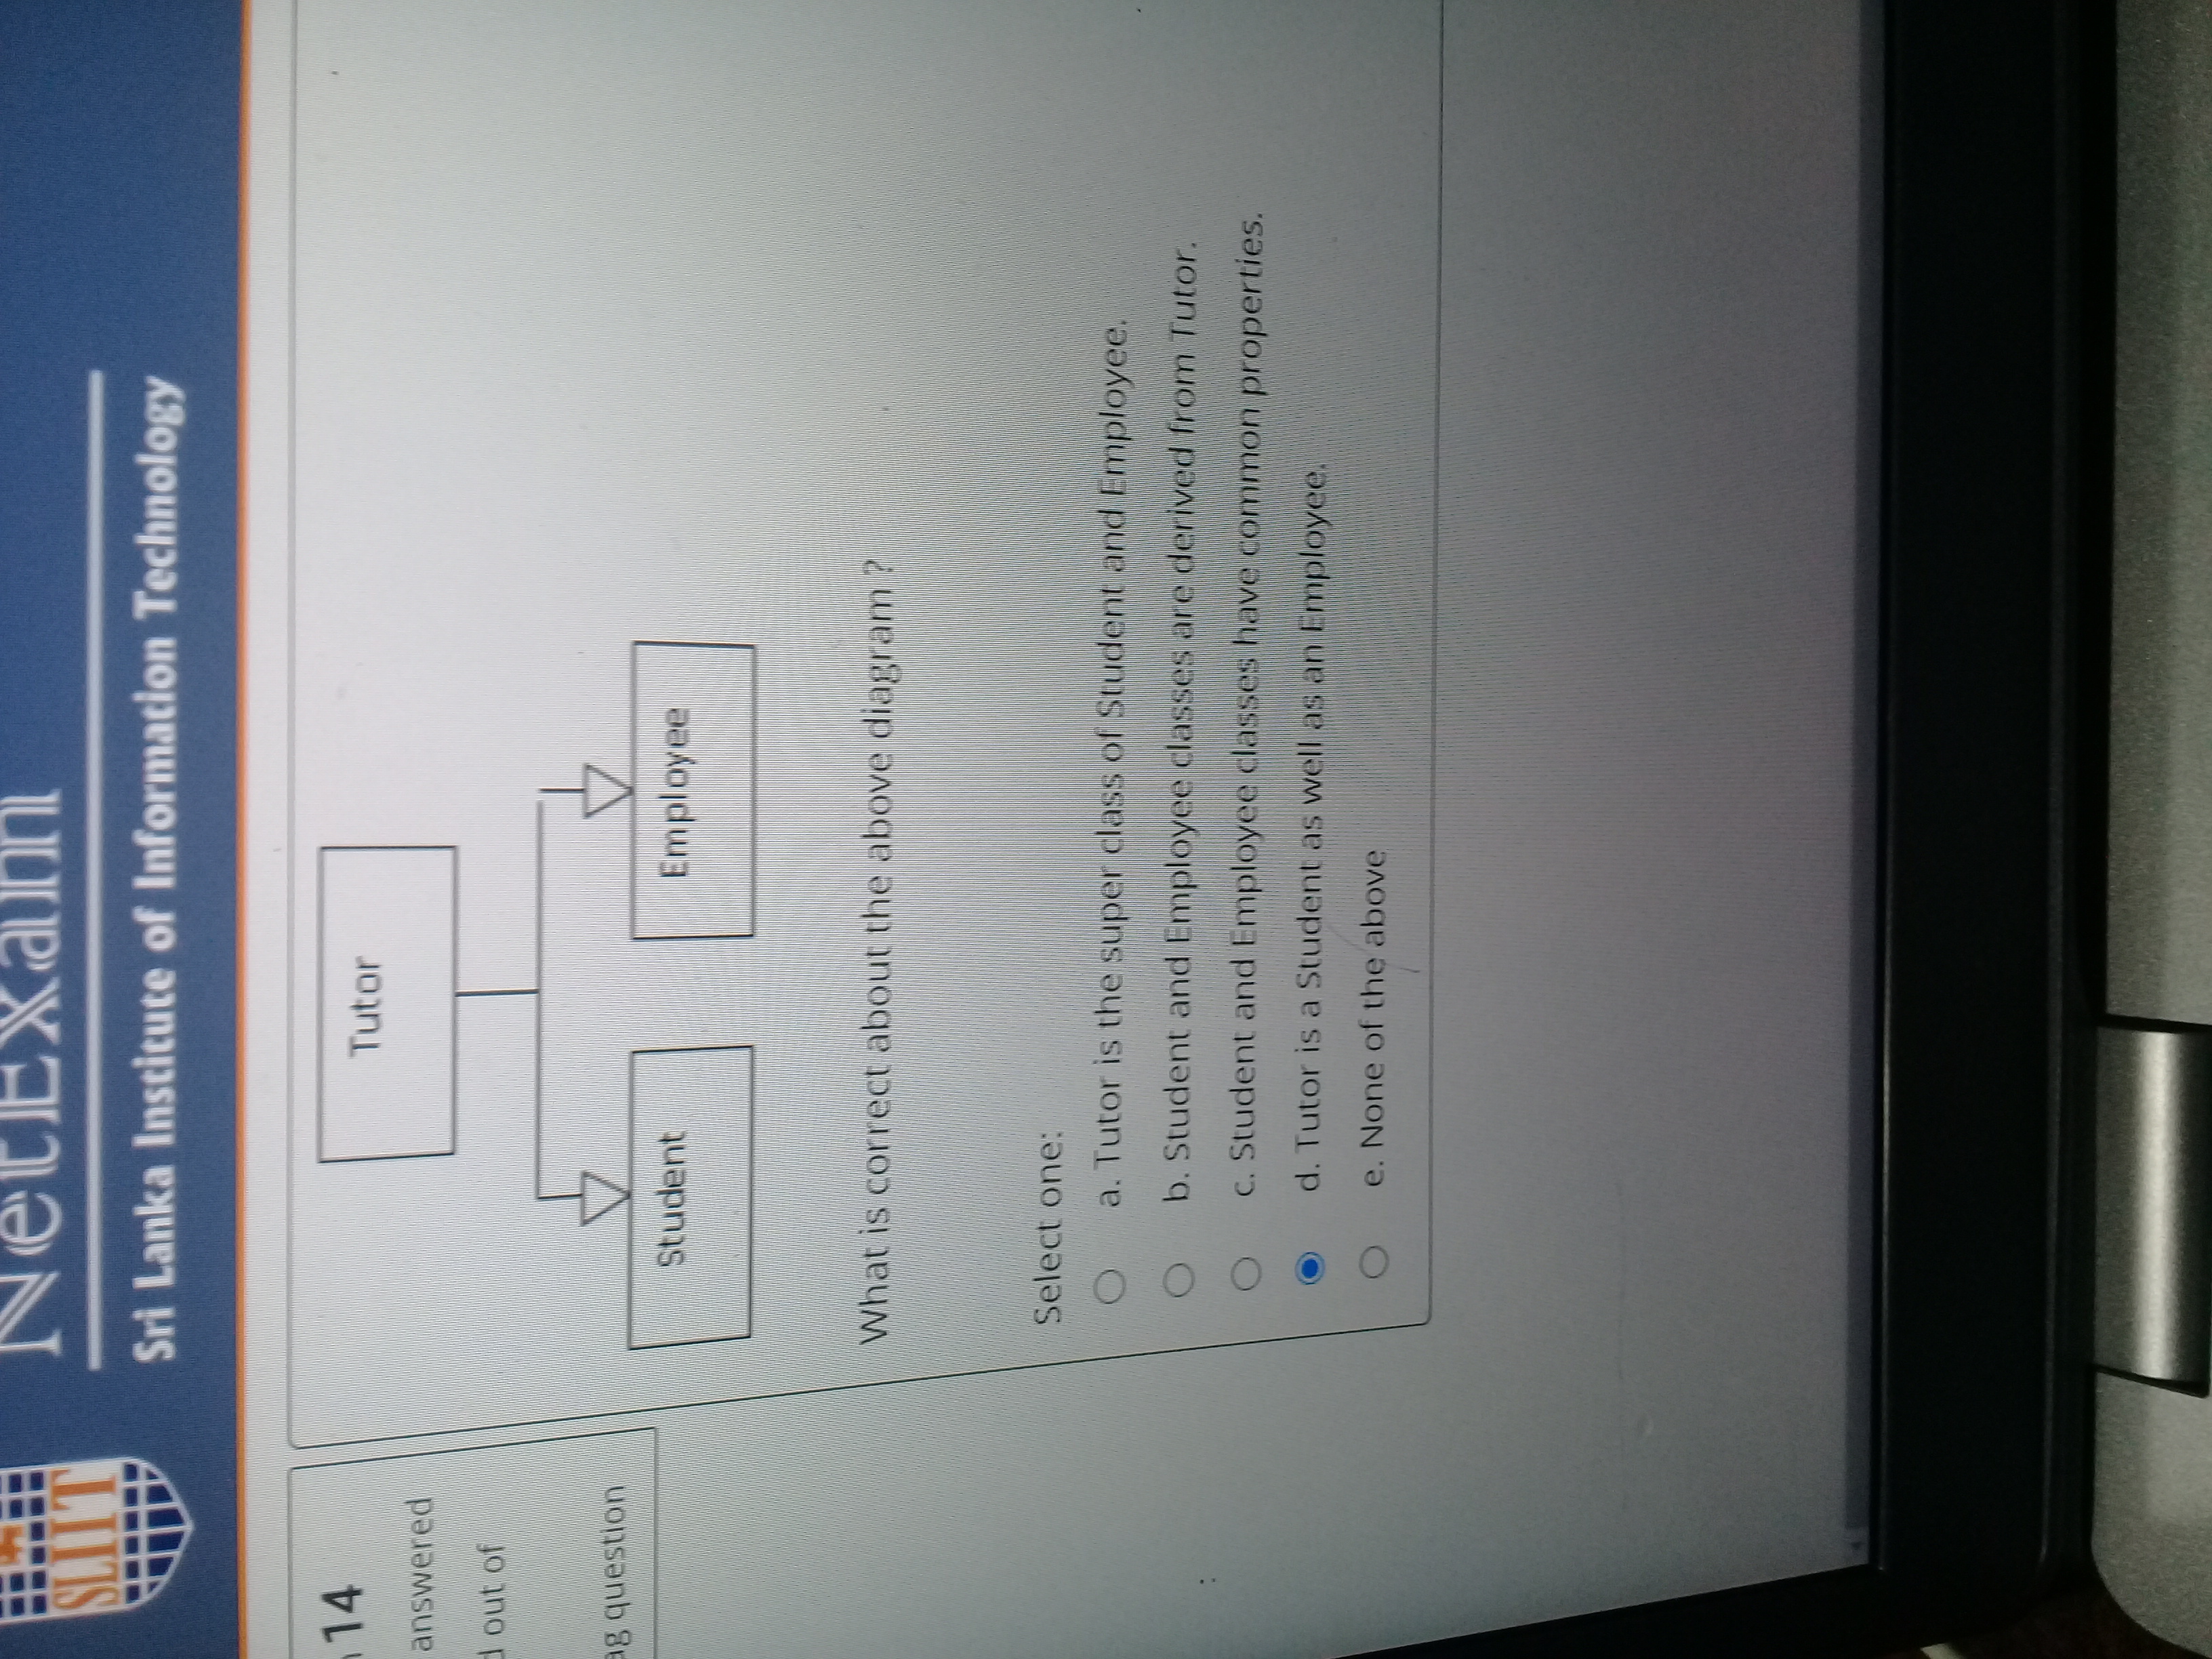 NetExam
SLIIT
Sri Lanka Institute of Information Technology
14
answered
out of
question
Tutor
Student
Employee
What is correct about the above diagram ?
Select one:
a. Tutor is the super class of Student and Employee.
b. Student and Employee classes are derived from Tutor.
c. Student and Employee classes have common properties.
d. Tutor is a Student as well as an Employee.
e. None of the above